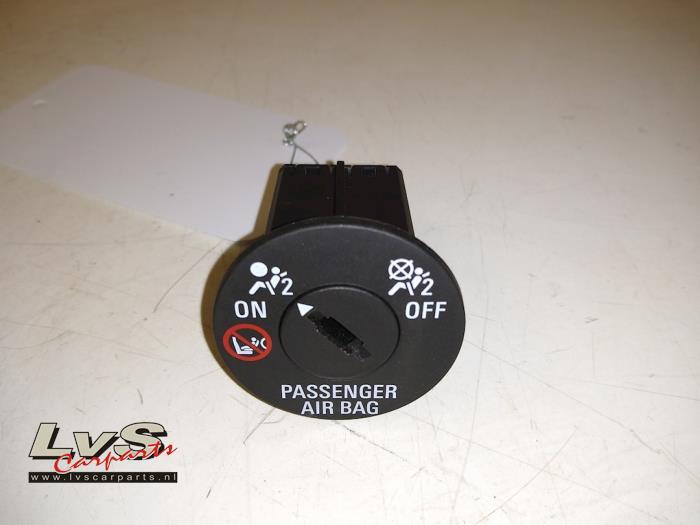 2
2
ON
OFF
PASSENGER
AIR BAG
LvS
Carparts
www.lvscarparts.nl